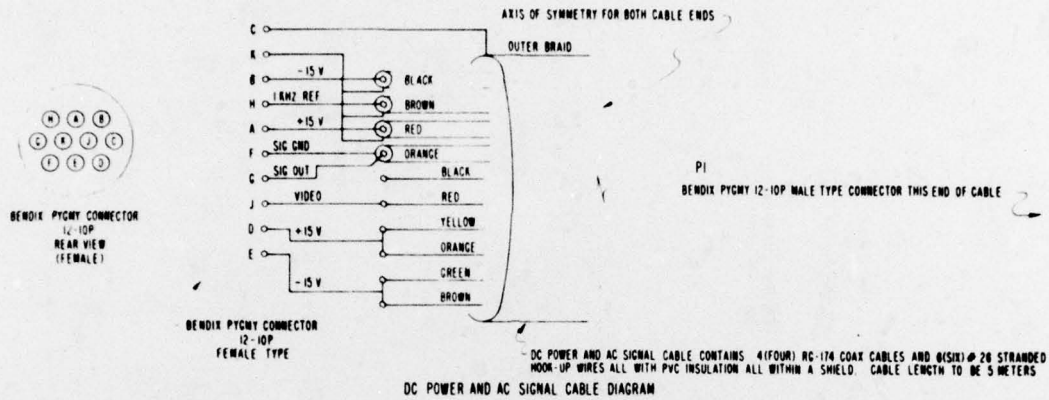 AXIS OF SYMMETRY FOR BOTH CABLE ENDS
C
OUTER BRAID
K
B -15 V BLACK
H 1 KHZ REF BROWN
A +15 V RED
F SIG GND ORANGE
G SIG OUT BLACK
J VIDEO RED
D +15 V YELLOW
ORANGE
E -15 V GREEN
BROWN
H A B
G K J C
F E D
BENDIX PYGMY CONNECTOR
12-10P
REAR VIEW
(FEMALE)
BENDIX PYGMY CONNECTOR
12-10P
FEMALE TYPE
P1
BENDIX PYGMY 12-10P MALE TYPE CONNECTOR THIS END OF CABLE
DC POWER AND AC SIGNAL CABLE CONTAINS 4(FOUR) RG-174 COAX CABLES AND 6(SIX) # 26 STRANDED
HOOK-UP WIRES ALL WITH PVC INSULATION ALL WITHIN A SHIELD. CABLE LENGTH TO BE 5 METERS
DC POWER AND AC SIGNAL CABLE DIAGRAM